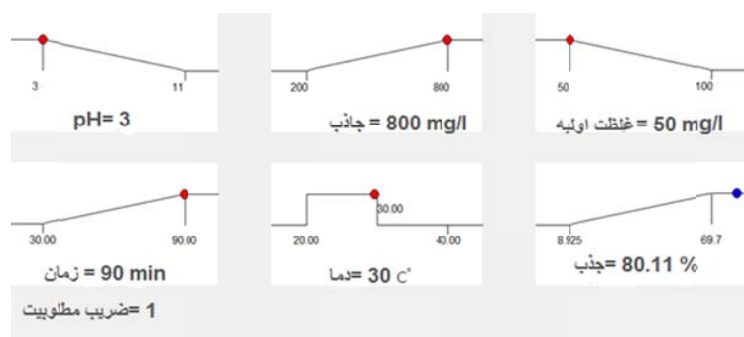 3 11
pH= 3
200 800
جاذب = 800 mg/l
50 100
غلظت اولیه = 50 mg/l
30.00 90.00
زمان = 90 min
20.00 30.00 40.00
دما= 30 C°
8.925 69.7
جذب= 80.11 %
ضریب مطلوبیت= 1